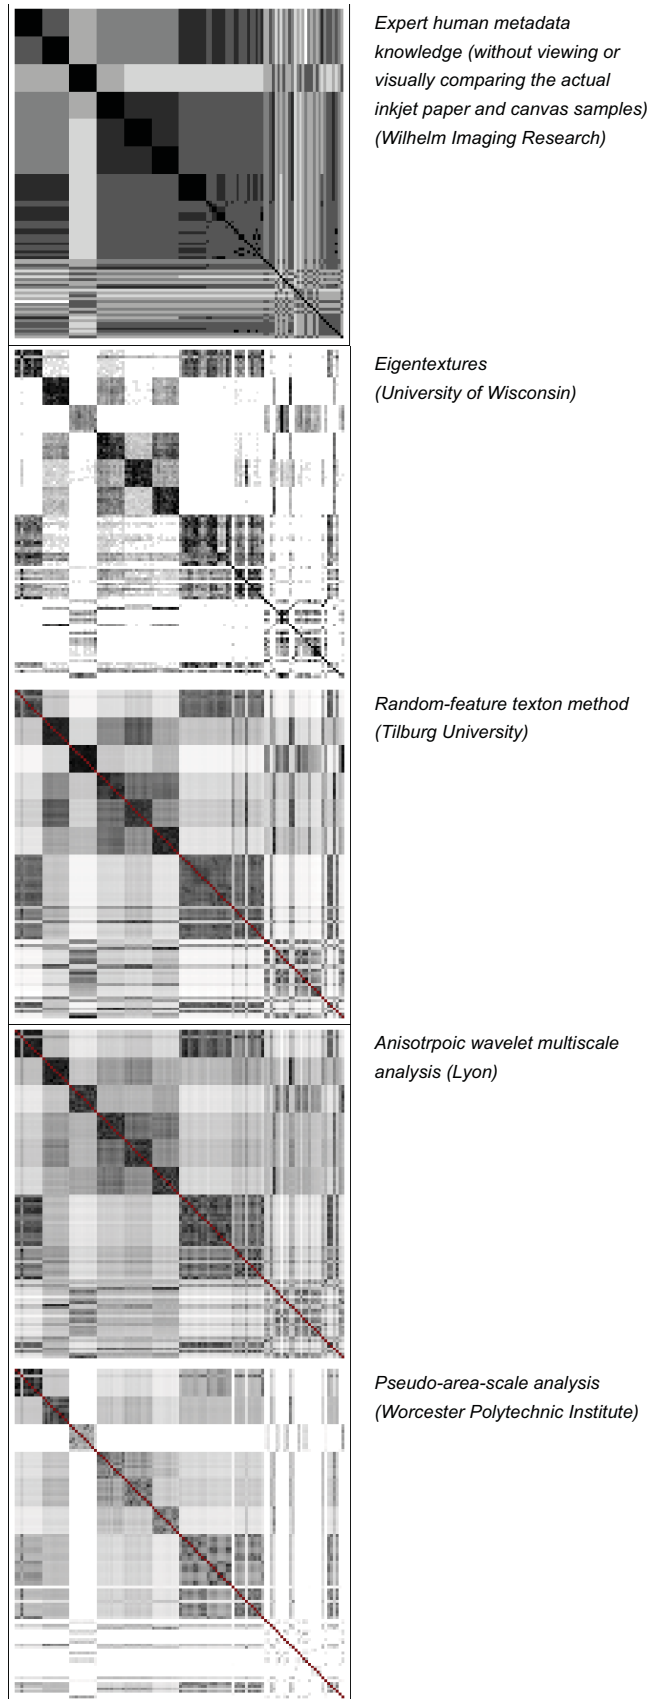 Expert human metadata
knowledge (without viewing or
visually comparing the actual
inkjet paper and canvas samples)
(Wilhelm Imaging Research)
Eigentextures
(University of Wisconsin)
Random-feature texton method
(Tilburg University)
Anisotrpoic wavelet multiscale
analysis (Lyon)
Pseudo-area-scale analysis
(Worcester Polytechnic Institute)